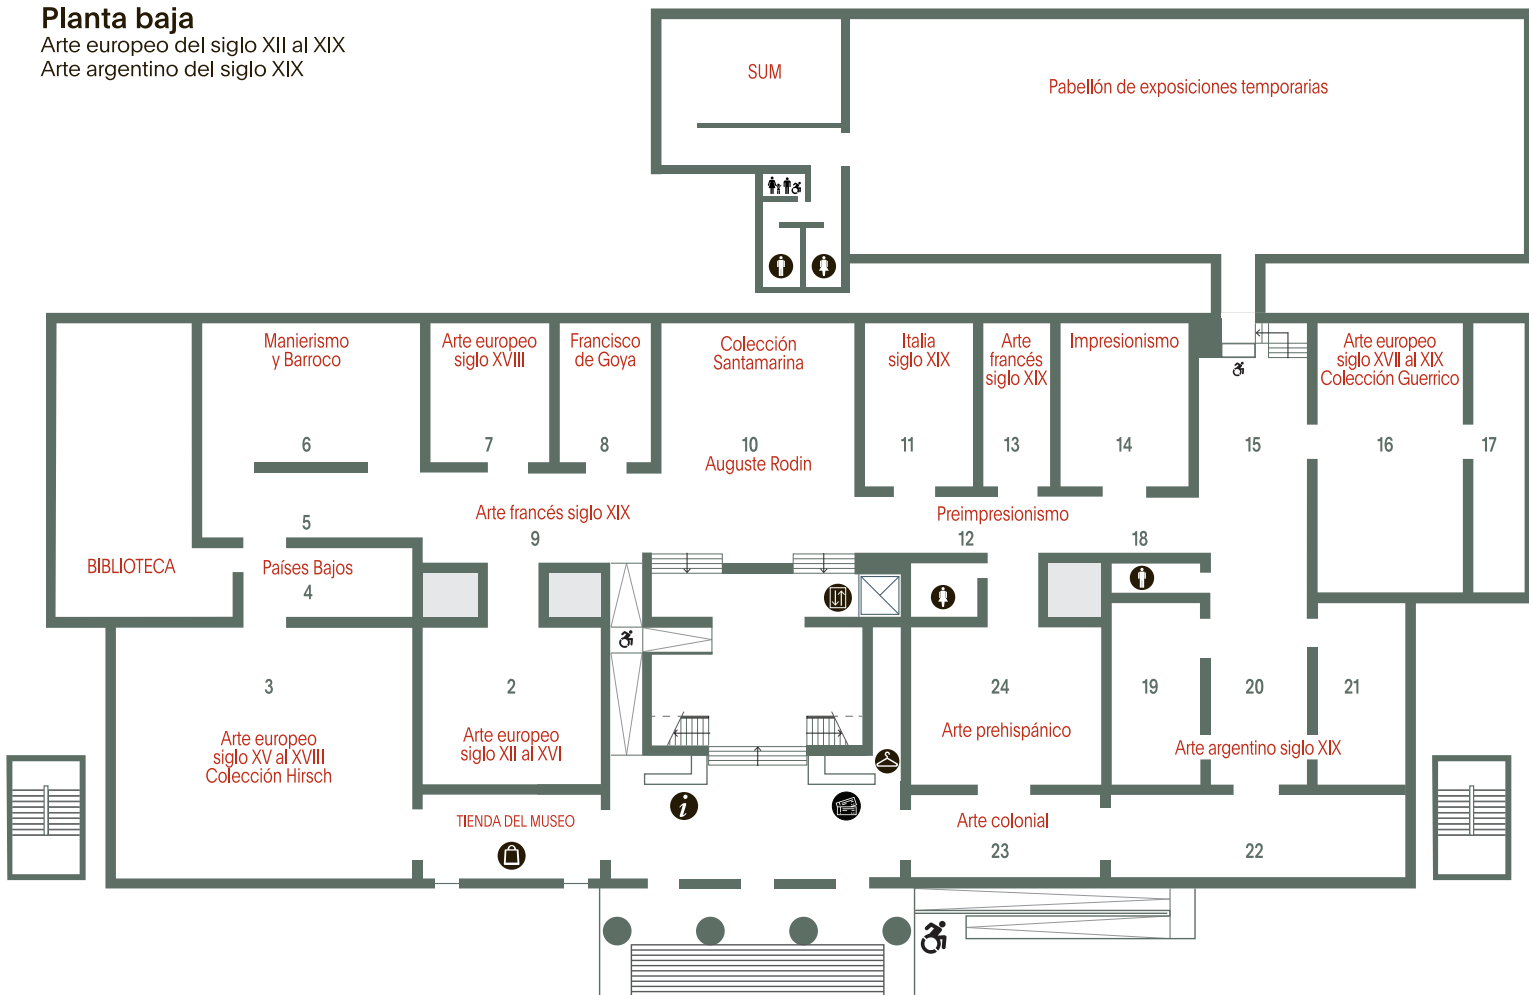 Planta baja
Arte europeo del siglo XII al XIX
Arte argentino del siglo XIX
SUM
Pabellón de exposiciones temporarias
Manierismo
y Barroco
6
Arte europeo
siglo XVIII
7
Francisco
de Goya
8
Colección
Santamarina
10
Auguste Rodin
Italia
siglo XIX
11
Arte
francés
siglo XIX
13
Impresionismo
14
15
Arte europeo
siglo XVII al XIX
Colección Guerrico
16
17
5
Arte francés siglo XIX
9
Preimpresionismo
12
18
BIBLIOTECA
Países Bajos
4
3
Arte europeo
siglo XV al XVIII
Colección Hirsch
2
Arte europeo
siglo XII al XVI
24
Arte prehispánico
19
20
21
Arte argentino siglo XIX
TIENDA DEL MUSEO
i
Arte colonial
23
22